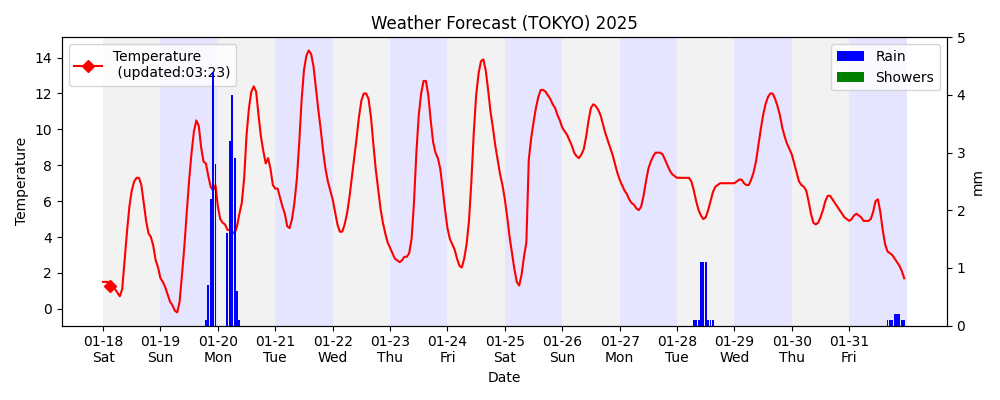 Weather Forecast (TOKYO) 2025
Temperature
(updated:03:23)
Rain
Showers
Temperature
14
12
10
8
6
4
2
0
5
4
3
2
1
0
mm
01-18 01-19 01-20 01-21 01-22 01-23 01-24 01-25 01-26 01-27 01-28 01-29 01-30 01-31
Sat Sun Mon Tue Wed Thu Fri Sat Sun Mon Tue Wed Thu Fri
Date